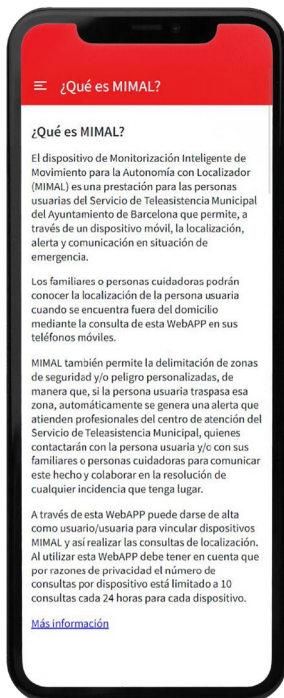 ¿Qué es MIMAL?
¿Qué es MIMAL?
El dispositivo de Monitorización Inteligente de
Movimiento para la Autonomía con Localizador
(MIMAL) es una prestación para las personas
usuarias del Servicio de Teleasistencia Municipal
del Ayuntamiento de Barcelona que permite, a
través de un dispositivo móvil, la localización,
alerta y comunicación en situación de
emergencia.
Los familiares o personas cuidadoras podrán
conocer la localización de la persona usuaria
cuando se encuentra fuera del domicilio
mediante la consulta de esta WebAPP en sus
teléfonos móviles.
MIMAL también permite la delimitación de zonas
de seguridad y/o peligro personalizadas, de
manera que, si la persona usuaria traspasa esa
zona, automáticamente se genera una alerta que
atienden profesionales del centro de atención del
Servicio de Teleasistencia Municipal, quienes
contactarán con la persona usuaria y/o con sus
familiares o personas cuidadoras para comunicar
este hecho y colaborar en la resolución de
cualquier incidencia que tenga lugar.
A través de esta WebAPP puede darse de alta
como usuario/usuaria para vincular dispositivos
MIMAL y así realizar las consultas de localización.
Al utilizar esta WebAPP debe tener en cuenta que
por razones de privacidad el número de
consultas por dispositivo está limitado a 10
consultas cada 24 horas para cada dispositivo.
Más información